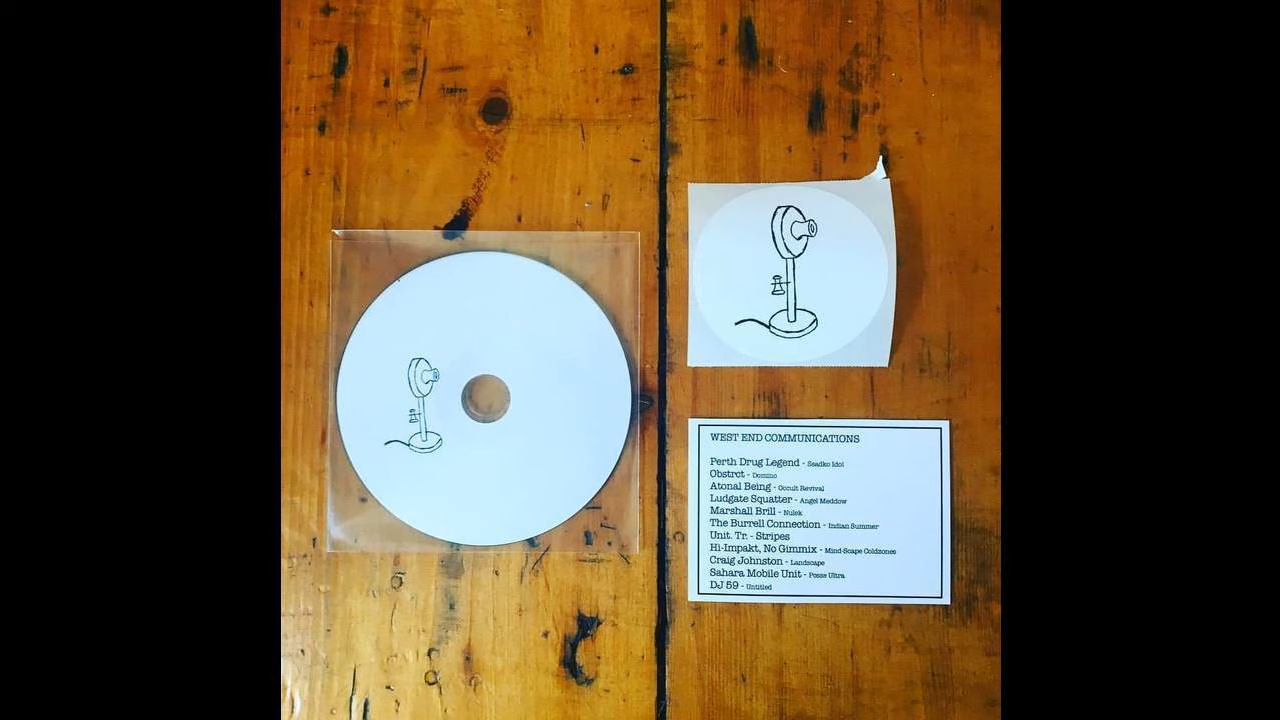 WEST END COMMUNICATIONS
Perth Drug Legend - Ssadko Idol
Obstrct - Domino
Atonal Being - Occult Revival
Ludgate Squatter - Angel Meddow
Marshall Brill - Nulek
The Burrell Connection - Indian Summer
Unit. Tr. - Stripes
Hi-Impakt, No Gimmix - Mind-Scape Coldzones
Craig Johnston - Landscape
Sahara Mobile Unit - Posse Ultra
DJ 59 - Untitled